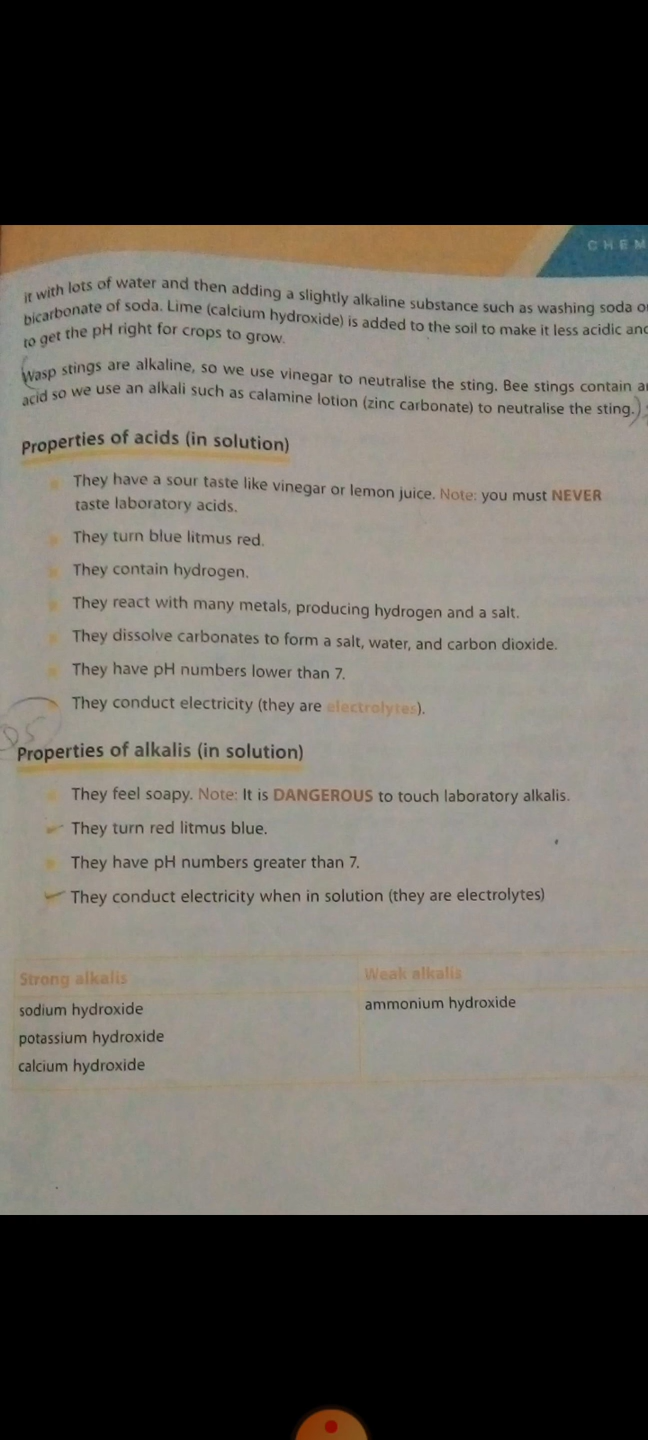 CHEM
it with lots of water and then adding a slightly alkaline substance such as washing soda
bicarbonate of soda. Lime (calcium hydroxide) is added to the soil to make it less acidic and
to get the pH right for crops to grow.
Wasp stings are alkaline, so we use vinegar to neutralise the sting. Bee stings contain
acid so we use an alkali such as calamine lotion (zinc carbonate) to neutralise the sting.
Properties of acids (in solution)
They have a sour taste like vinegar or lemon juice. Note: you must NEVER
taste laboratory acids.
They turn blue litmus red.
They contain hydrogen.
They react with many metals, producing hydrogen and a salt.
They dissolve carbonates to form a salt, water, and carbon dioxide.
They have pH numbers lower than 7.
They conduct electricity (they are electrolytes).
Properties of alkalis (in solution)
They feel soapy. Note: It is DANGEROUS to touch laboratory alkalis.
They turn red litmus blue.
They have pH numbers greater than 7.
They conduct electricity when in solution (they are electrolytes)
Strong alkalis Weak alkalis
sodium hydroxide ammonium hydroxide
potassium hydroxide
calcium hydroxide